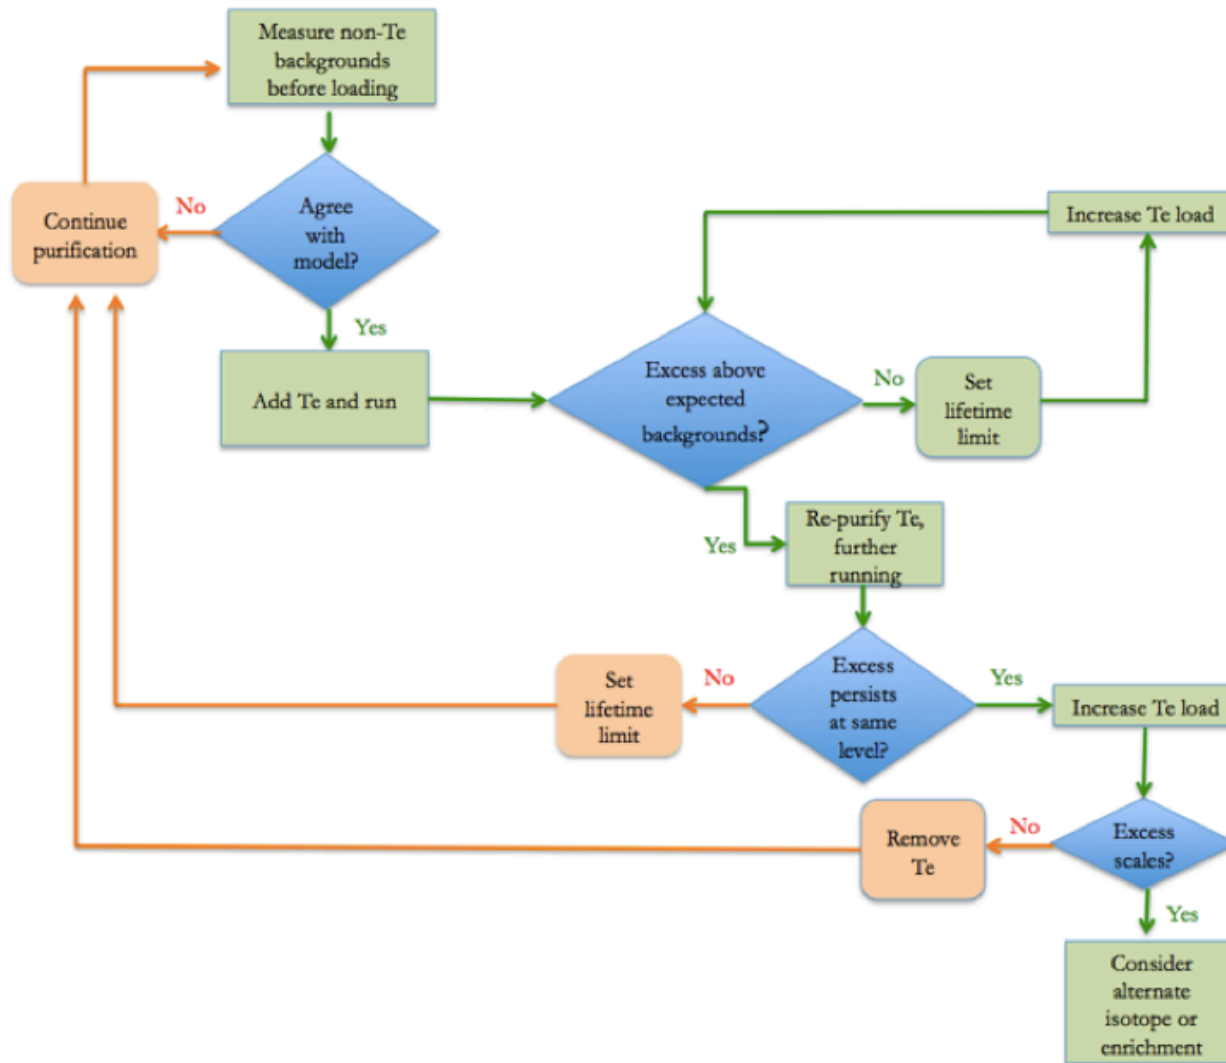 Measure non-Te
backgrounds
before loading
No
Continue
purification
Agree
with
model?
Yes
Add Te and run
Increase Te load
Excess above
expected
backgrounds?
No
Set
lifetime
limit
Yes
Re-purify Te,
further
running
Set
lifetime
limit
No
Excess
persists
at same
level?
Yes
Increase Te load
Remove
Te
No
Excess
scales?
Yes
Consider
alternate
isotope or
enrichment